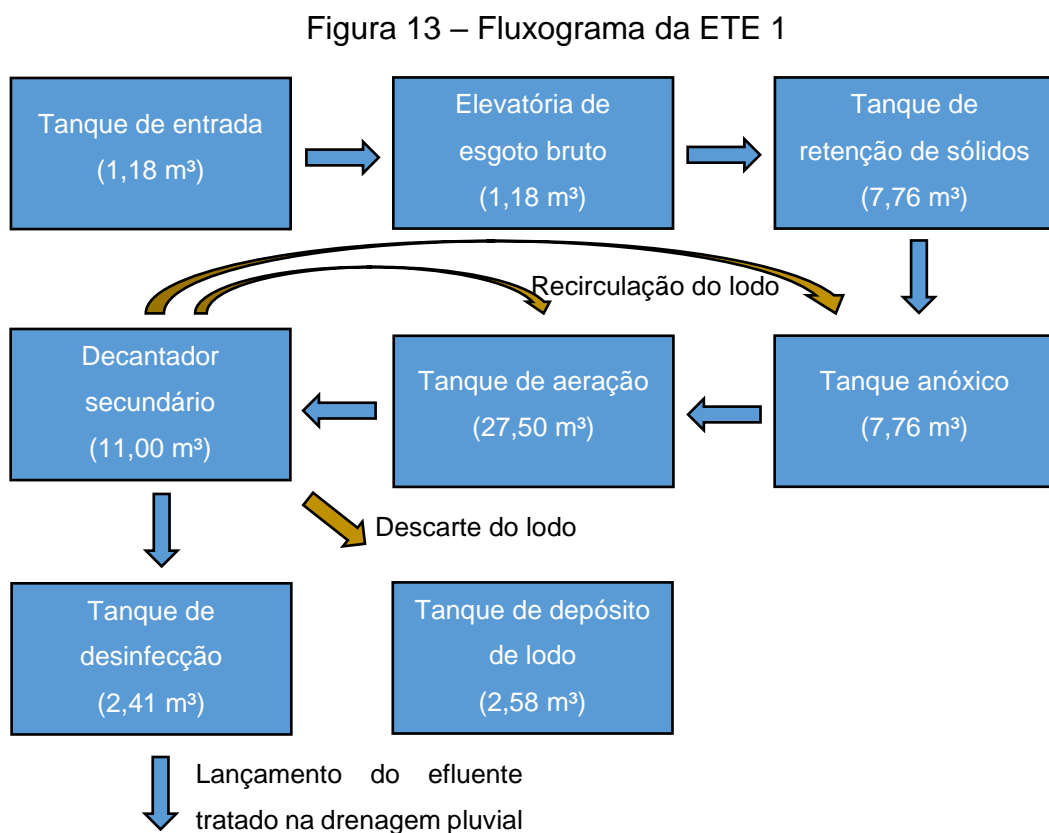 Figura 13 – Fluxograma da ETE 1
Tanque de entrada
(1,18 m³)
Elevatória de
esgoto bruto
(1,18 m³)
Tanque de
retenção de sólidos
(7,76 m³)
Recirculação do lodo
Decantador
secundário
(11,00 m³)
Tanque de aeração
(27,50 m³)
Tanque anóxico
(7,76 m³)
Descarte do lodo
Tanque de
desinfecção
(2,41 m³)
Tanque de depósito
de lodo
(2,58 m³)
Lançamento do efluente
tratado na drenagem pluvial